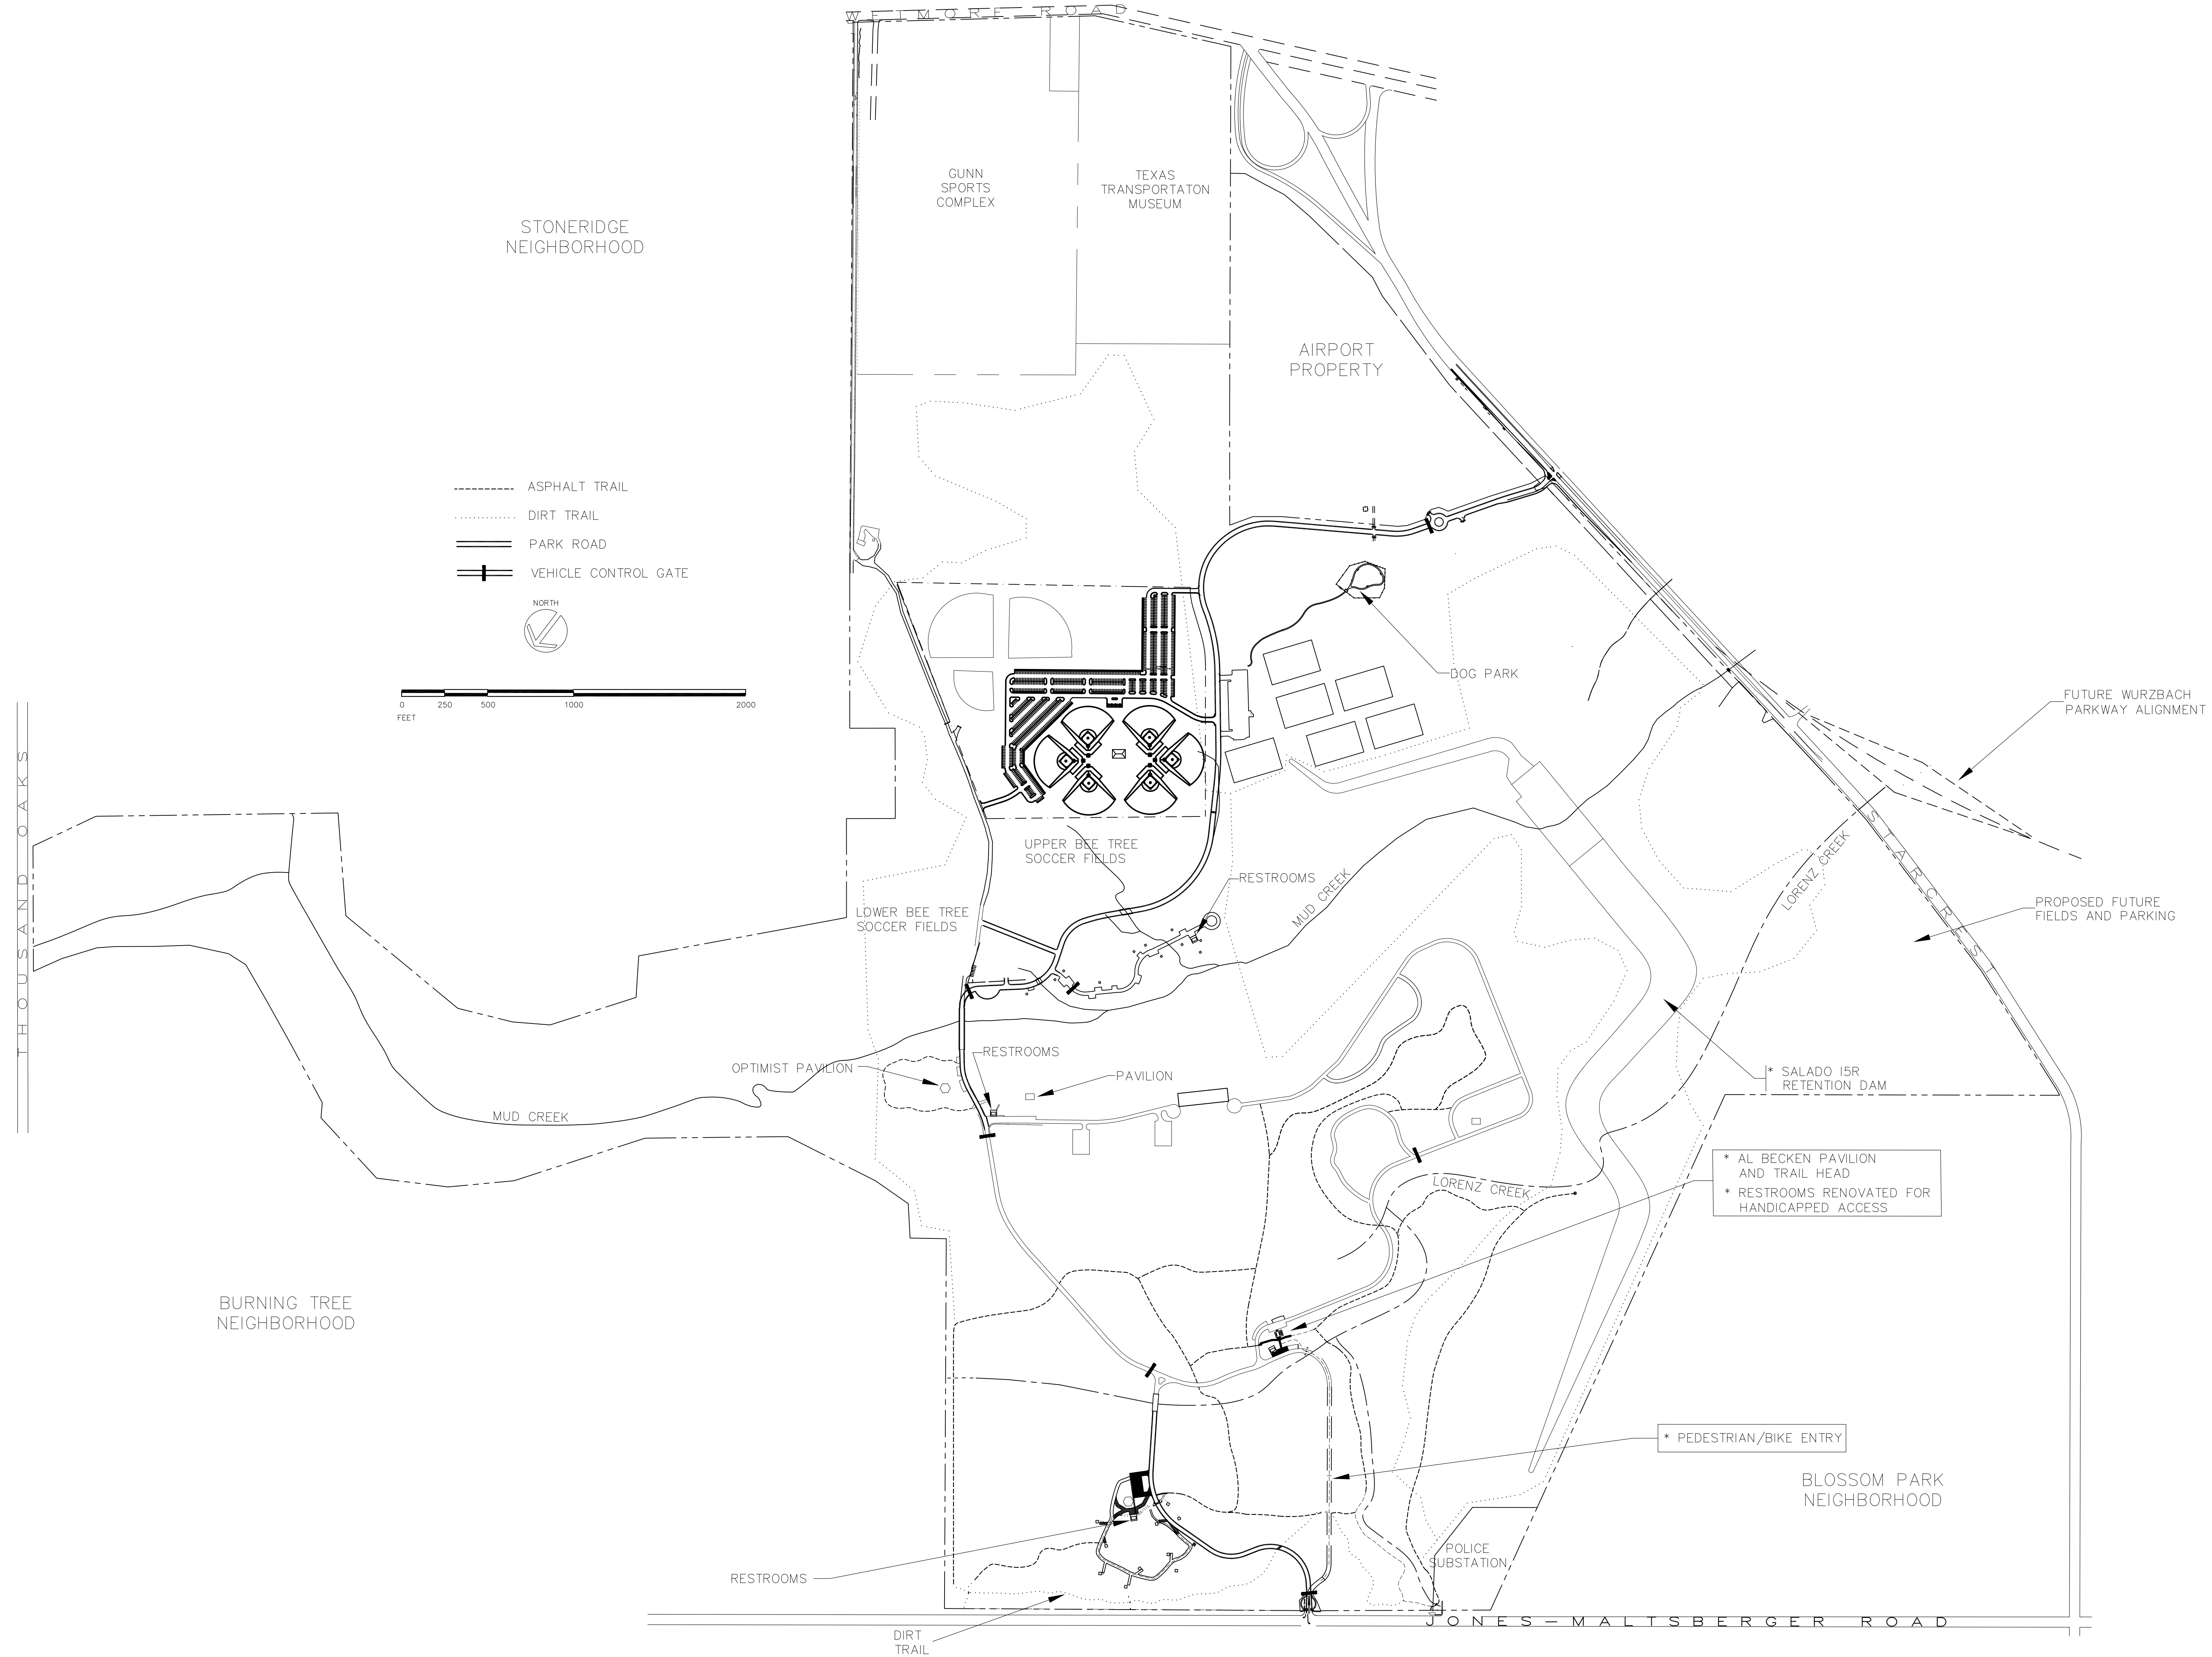 WETMORE ROAD
GUNN
SPORTS
COMPLEX
TEXAS
TRANSPORTATON
MUSEUM
STONERIDGE
NEIGHBORHOOD
AIRPORT
PROPERTY
ASPHALT TRAIL
DIRT TRAIL
PARK ROAD
VEHICLE CONTROL GATE
NORTH
0 250 500 1000 2000
FEET
DOG PARK
FUTURE WURZBACH
PARKWAY ALIGNMENT
THOUSAND OAKS
STARCREST
UPPER BEE TREE
SOCCER FIELDS
RESTROOMS
MUD CREEK
LORENZ CREEK
LOWER BEE TREE
SOCCER FIELDS
PROPOSED FUTURE
FIELDS AND PARKING
RESTROOMS
OPTIMIST PAVILION
PAVILION
* SALADO 15R
RETENTION DAM
MUD CREEK
* AL BECKEN PAVILION
AND TRAIL HEAD
* RESTROOMS RENOVATED FOR
HANDICAPPED ACCESS
LORENZ CREEK
BURNING TREE
NEIGHBORHOOD
* PEDESTRIAN/BIKE ENTRY
BLOSSOM PARK
NEIGHBORHOOD
POLICE
SUBSTATION
RESTROOMS
DIRT
TRAIL
JONES-MALTSBERGER ROAD